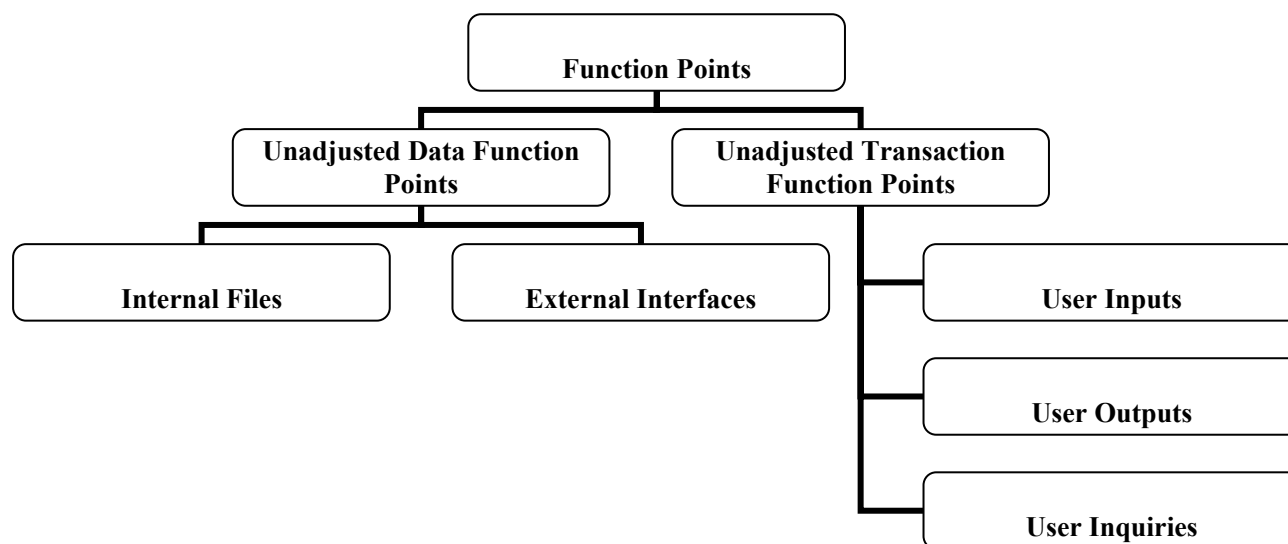 Function Points
Unadjusted Data Function
Points
Unadjusted Transaction
Function Points
Internal Files
External Interfaces
User Inputs
User Outputs
User Inquiries